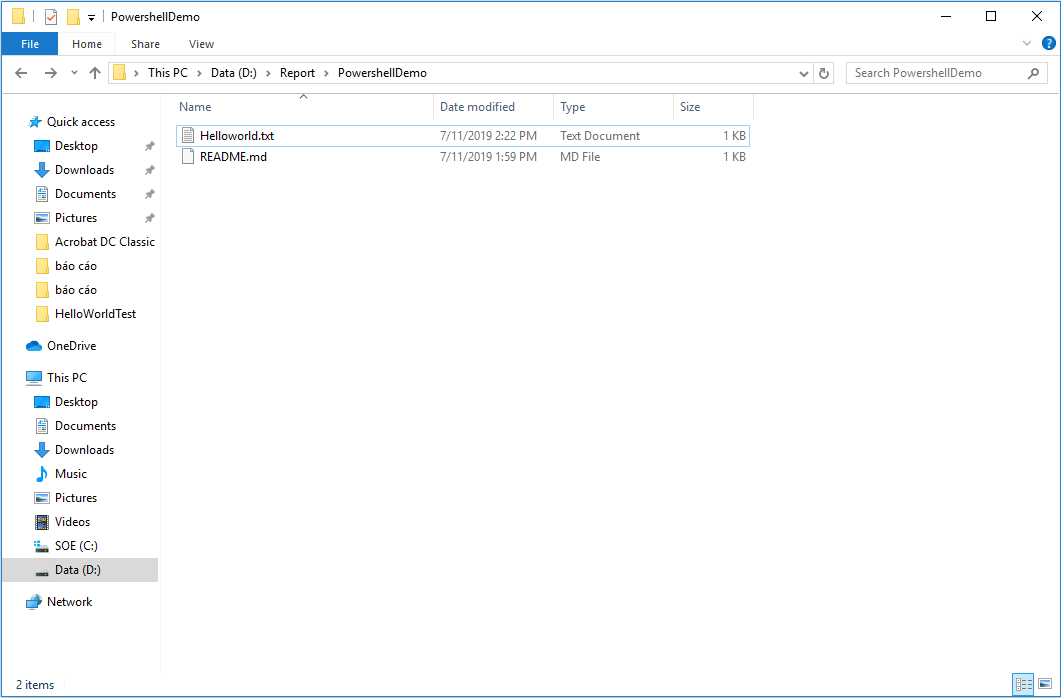 PowershellDemo
File Home Share View
This PC Data (D:) Report PowershellDemo Search PowershellDemo
Name Date modified Type Size
Helloworld.txt 7/11/2019 2:22 PM Text Document 1 KB
README.md 7/11/2019 1:59 PM MD File 1 KB
Quick access
Desktop
Downloads
Documents
Pictures
Acrobat DC Classic
báo cáo
báo cáo
HelloWorldTest
OneDrive
This PC
Desktop
Documents
Downloads
Music
Pictures
Videos
SOE (C:)
Data (D:)
Network
2 items